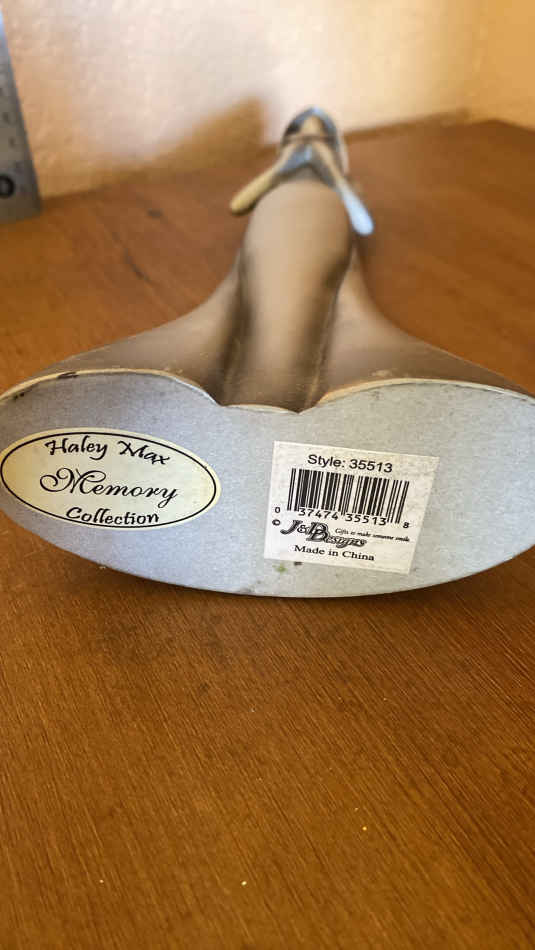 Haley Max
Memory
Collection
Style: 35513
0 37474 35513 8
© J&D Designs Gifts to make someone smile.
Made in China
0